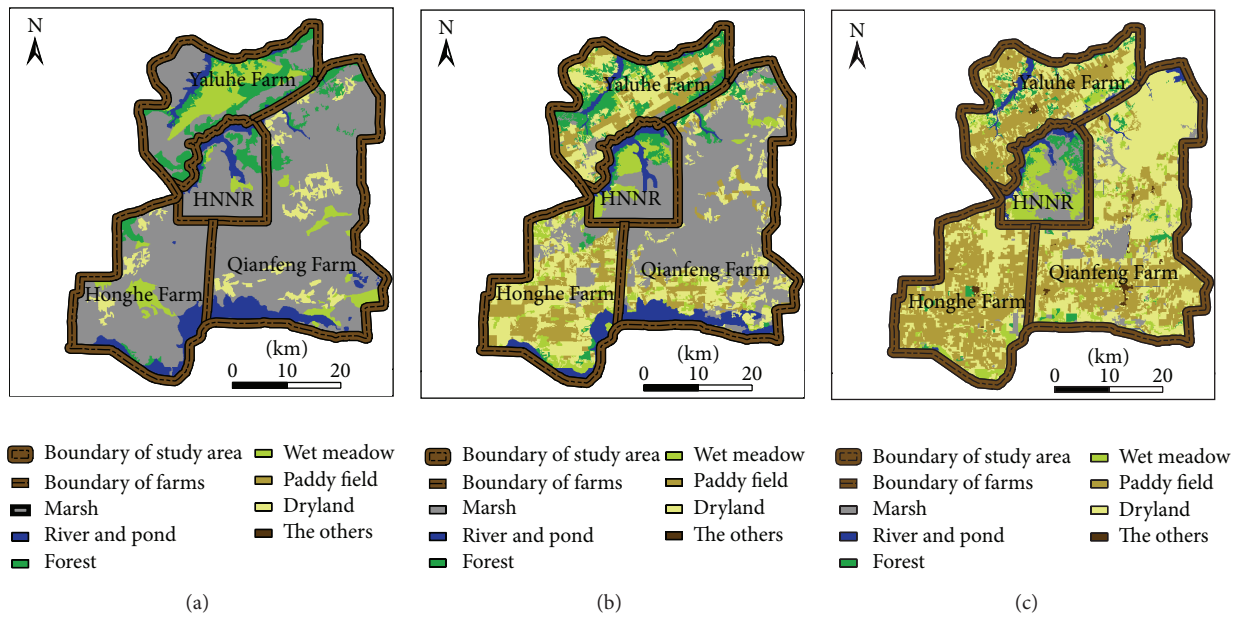 N
Yaluhe Farm
HNNR
Qianfeng Farm
Honghe Farm
(km)
0 10 20
Boundary of study area
Boundary of farms
Marsh
River and pond
Forest
Wet meadow
Paddy field
Dryland
The others
(a)
N
Yaluhe Farm
HNNR
Qianfeng Farm
Honghe Farm
(km)
0 10 20
Boundary of study area
Boundary of farms
Marsh
River and pond
Forest
Wet meadow
Paddy field
Dryland
The others
(b)
N
Yaluhe Farm
HNNR
Qianfeng Farm
Honghe Farm
(km)
0 10 20
Boundary of study area
Boundary of farms
Marsh
River and pond
Forest
Wet meadow
Paddy field
Dryland
The others
(c)